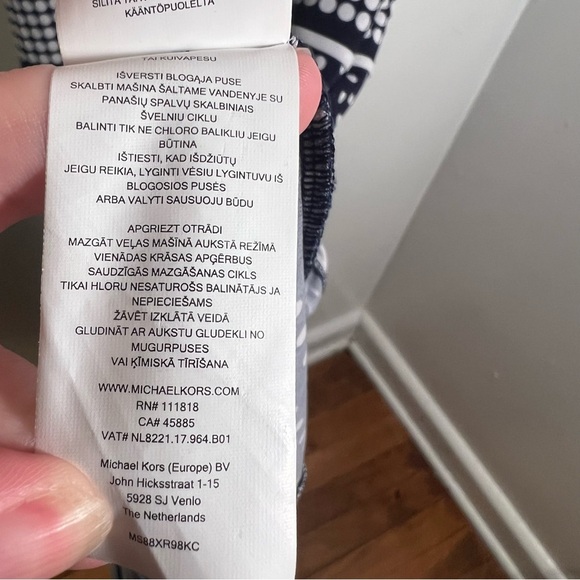 KÄÄNTÖPUOLELTA
TAI KUIVAPESU
IŠVERSTI BLOGĄJA PUSE
SKALBTI MAŠINA ŠALTAME VANDENYJE SU
PANAŠIŲ SPALVŲ SKALBINIAIS
ŠVELNIU CIKLU
BALINTI TIK NE CHLORO BALIKLIU JEIGU
BŪTINA
IŠTIESTI, KAD IŠDŽIŪTŲ
JEIGU REIKIA, LYGINTI VĖSIU LYGINTUVU IŠ
BLOGOSIOS PUSĖS
ARBA VALYTI SAUSUOJU BŪDU
APGRIEZT OTRĀDI
MAZGĀT VEĻAS MAŠĪNĀ AUKSTĀ REŽĪMĀ
VIENĀDAS KRĀSAS APĢĒRBUS
SAUDZĪGĀS MAZGĀŠANAS CIKLS
TIKAI HLORU NESATUROŠS BALINĀTĀJS JA
NEPIECIEŠAMS
ŽĀVĒT IZKLĀTĀ VEIDĀ
GLUDINĀT AR AUKSTU GLUDEKLI NO
MUGURPUSES
VAI ĶĪMISKĀ TĪRĪŠANA
WWW.MICHAELKORS.COM
RN# 111818
CA# 45885
VAT# NL8221.17.964.B01
Michael Kors (Europe) BV
John Hicksstraat 1-15
5928 SJ Venlo
The Netherlands
MS88XR98KC